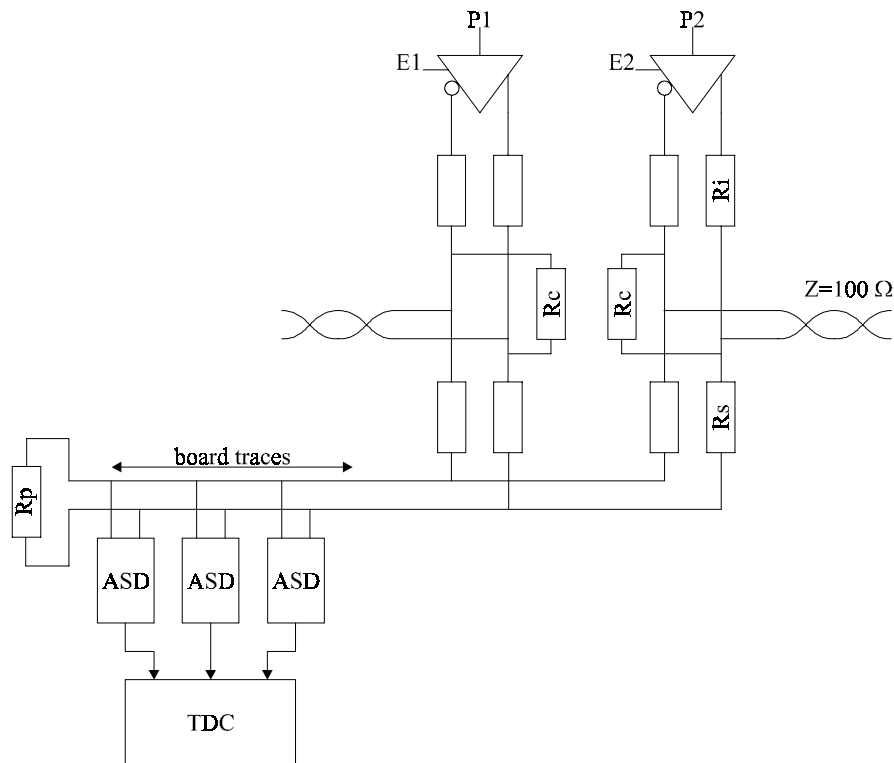 P1 P2
E1 E2
Ri
Rc Rc Z=100 Ω
Rs
board traces
Rp
ASD ASD ASD
TDC